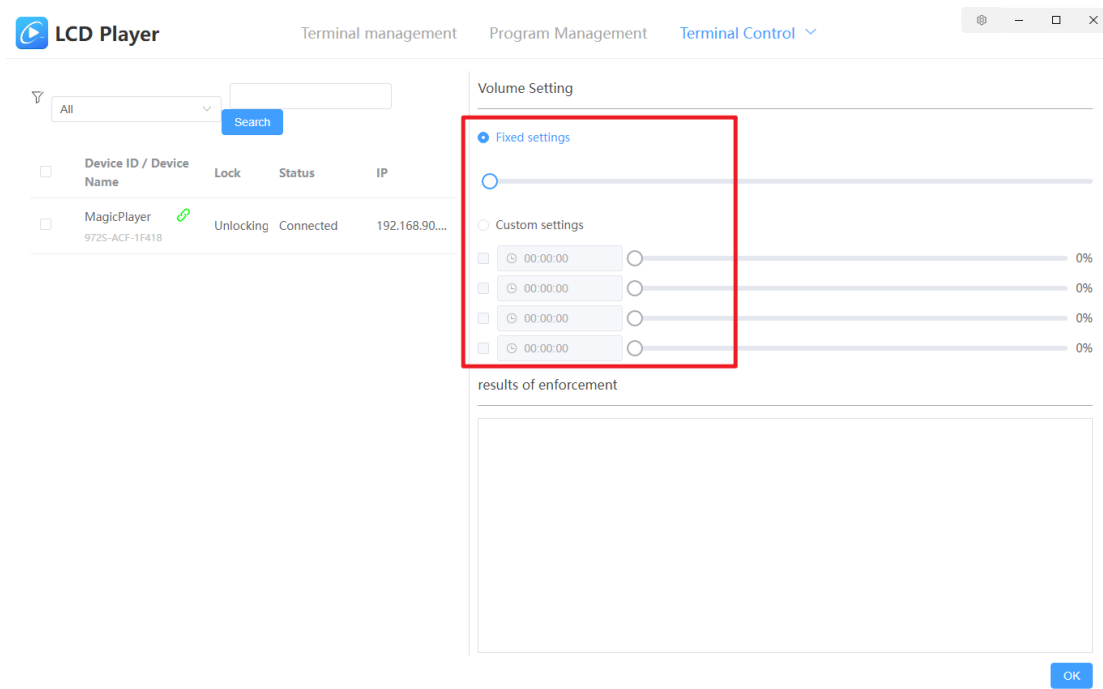 LCD Player
Terminal management
Program Management
Terminal Control
All
Search
Device ID / Device Name
Lock
Status
IP
MagicPlayer
972S-ACF-1F418
Unlocking
Connected
192.168.90....
Volume Setting
Fixed settings
Custom settings
00:00:00
0%
00:00:00
0%
00:00:00
0%
00:00:00
0%
results of enforcement
OK